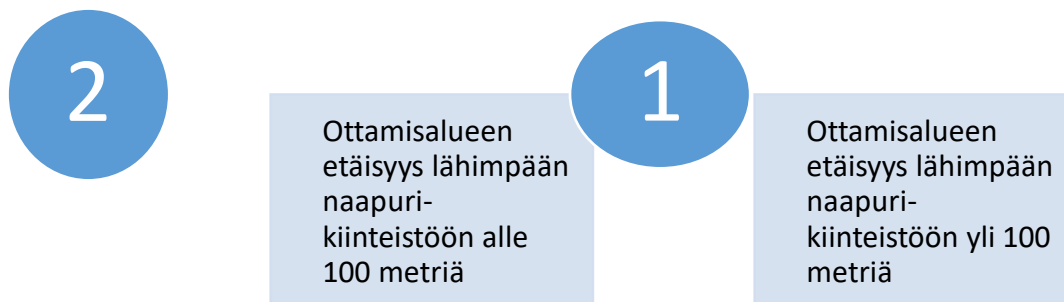 2
Ottamisalueen
etäisyys lähimpään
naapuri-
kiinteistöön alle
100 metriä
1
Ottamisalueen
etäisyys lähimpään
naapuri-
kiinteistöön yli 100
metriä